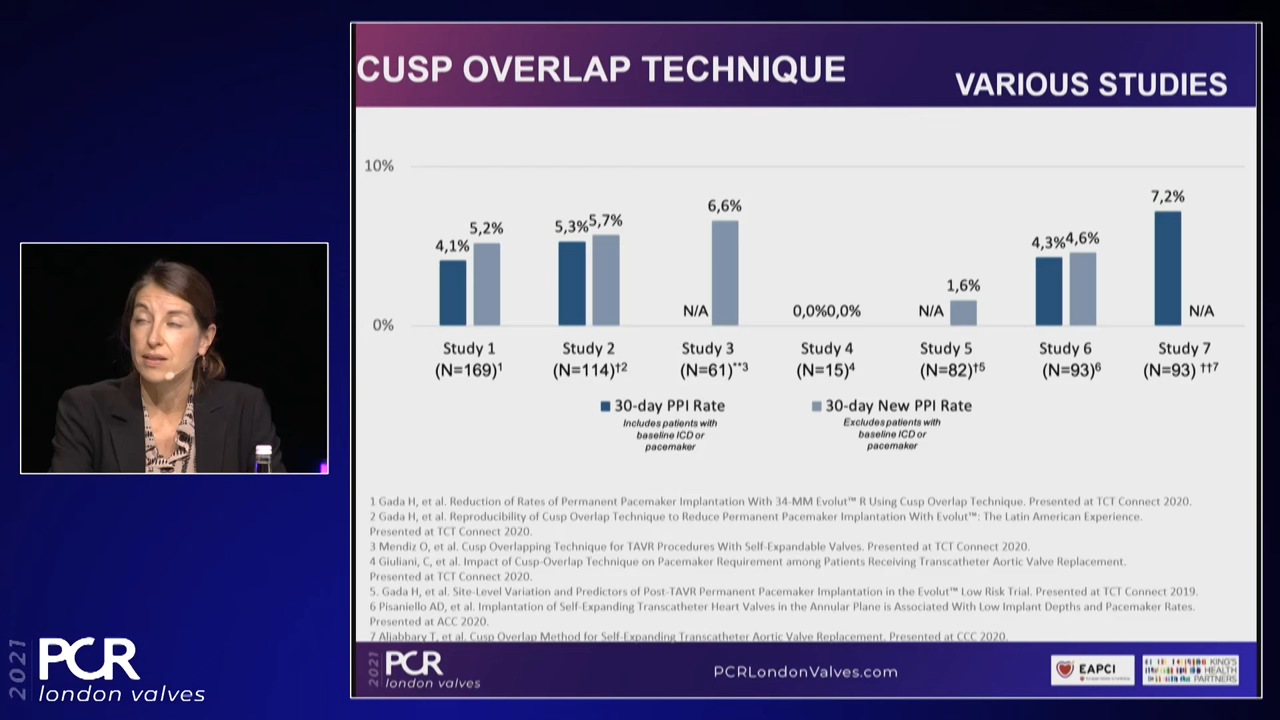 CUSP OVERLAP TECHNIQUE
VARIOUS STUDIES
10%
0%
4,1%
5,2%
5,3%
5,7%
N/A
6,6%
0,0%
0,0%
N/A
1,6%
4,3%
4,6%
7,2%
N/A
Study 1
(N=169)¹
Study 2
(N=114)†²
Study 3
(N=61)**³
Study 4
(N=15)⁴
Study 5
(N=82)†⁵
Study 6
(N=93)⁶
Study 7
(N=93) ††⁷
30-day PPI Rate
Includes patients with
baseline ICD or
pacemaker
30-day New PPI Rate
Excludes patients with
baseline ICD or
pacemaker
1 Gada H, et al. Reduction of Rates of Permanent Pacemaker Implantation With 34-MM Evolut™ R Using Cusp Overlap Technique. Presented at TCT Connect 2020.
2 Gada H, et al. Reproducibility of Cusp Overlap Technique to Reduce Permanent Pacemaker Implantation With Evolut™: The Latin American Experience.
Presented at TCT Connect 2020.
3 Mendiz O, et al. Cusp Overlapping Technique for TAVR Procedures With Self-Expandable Valves. Presented at TCT Connect 2020.
4 Giuliani, C, et al. Impact of Cusp-Overlap Technique on Pacemaker Requirement among Patients Receiving Transcatheter Aortic Valve Replacement.
Presented at TCT Connect 2020.
5. Gada H, et al. Site-Level Variation and Predictors of Post-TAVR Permanent Pacemaker Implantation in the Evolut™ Low Risk Trial. Presented at TCT Connect 2019.
6 Pisaniello AD, et al. Implantation of Self-Expanding Transcatheter Heart Valves in the Annular Plane is Associated With Low Implant Depths and Pacemaker Rates.
Presented at ACC 2020.
7 Aljabbary T, et al. Cusp Overlap Method for Self-Expanding Transcatheter Aortic Valve Replacement. Presented at CCC 2020.
2021
PCR
london valves
PCRLondonValves.com
EAPCI
KING'S
HEALTH
PARTNERS
2021
PCR
london valves